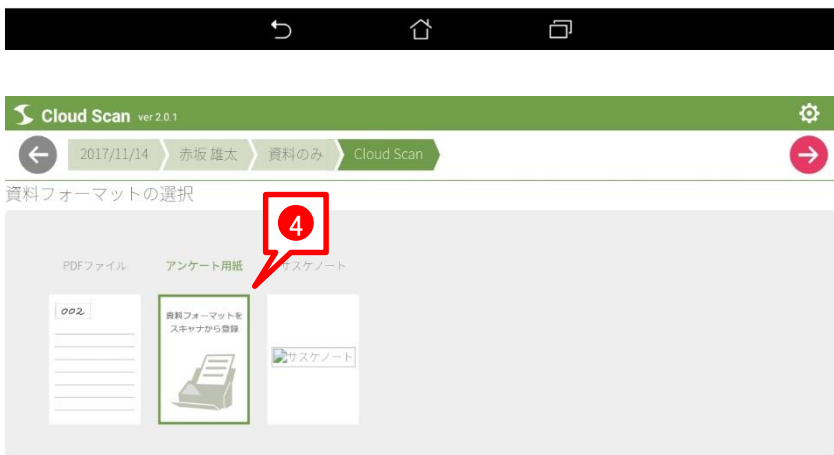 Cloud Scan ver 2.0.1
2017/11/14 赤坂 雄太 資料のみ Cloud Scan
資料フォーマットの選択
4
PDFファイル アンケート用紙 サスケノート
002
資料フォーマットを
スキャナから登録
サスケノート